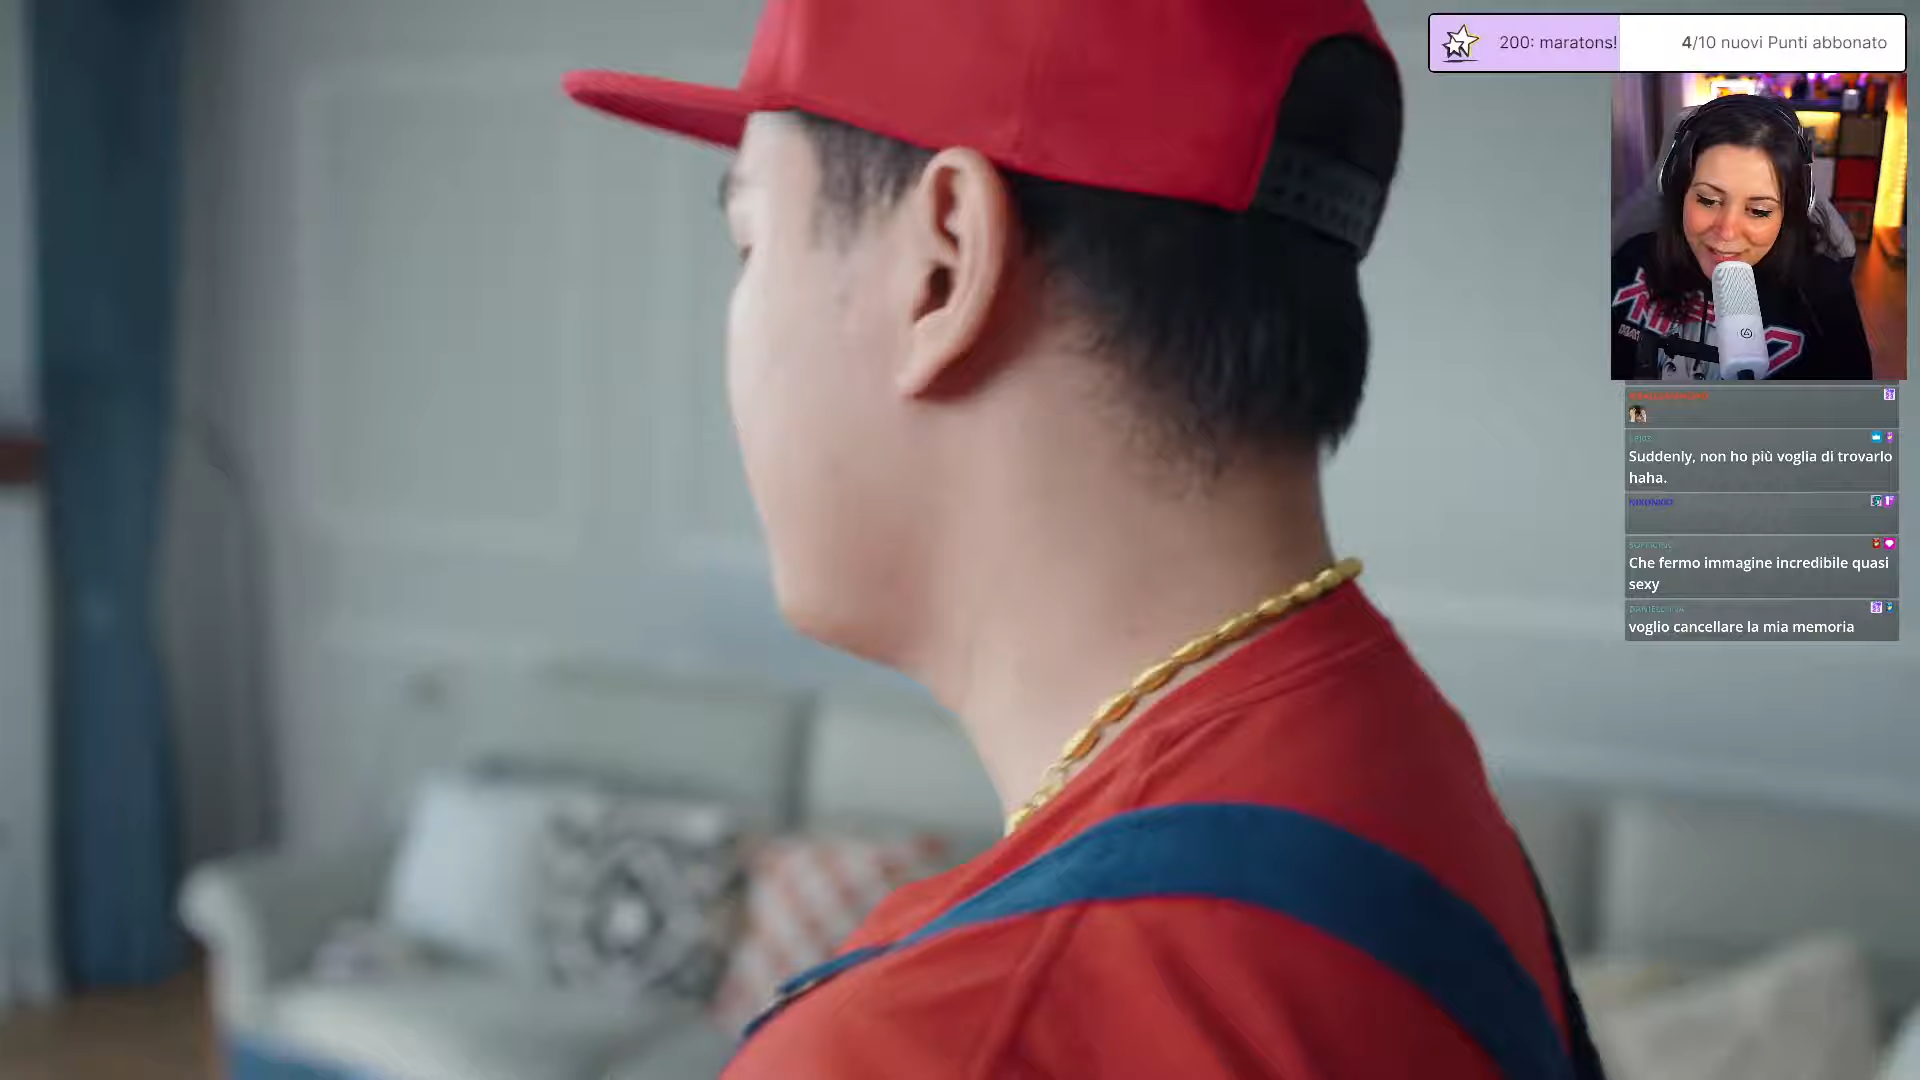 200: maratons!
4/10 nuovi Punti abbonato
Suddenly, non ho più voglia di trovarlo
haha.
Che fermo immagine incredibile quasi
sexy
voglio cancellare la mia memoria